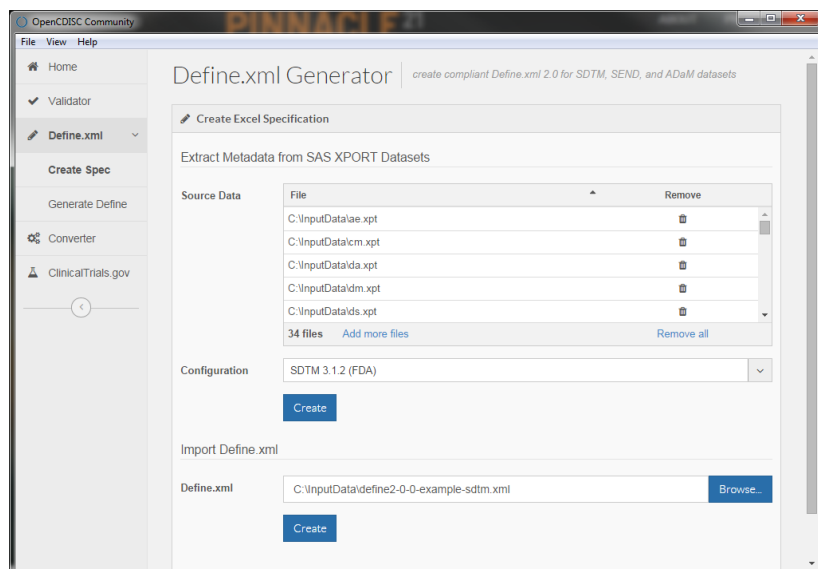 OpenCDISC Community
PINNACLE 21
File View Help
Home
Validator
Define.xml
Create Spec
Generate Define
Converter
ClinicalTrials.gov
Define.xml Generator
create compliant Define.xml 2.0 for SDTM, SEND, and ADaM datasets
Create Excel Specification
Extract Metadata from SAS XPORT Datasets
Source Data
File Remove
C:\InputData\ae.xpt
C:\InputData\cm.xpt
C:\InputData\da.xpt
C:\InputData\dm.xpt
C:\InputData\ds.xpt
34 files Add more files Remove all
Configuration SDTM 3.1.2 (FDA)
Create
Import Define.xml
Define.xml C:\InputData\define2-0-0-example-sdtm.xml Browse...
Create